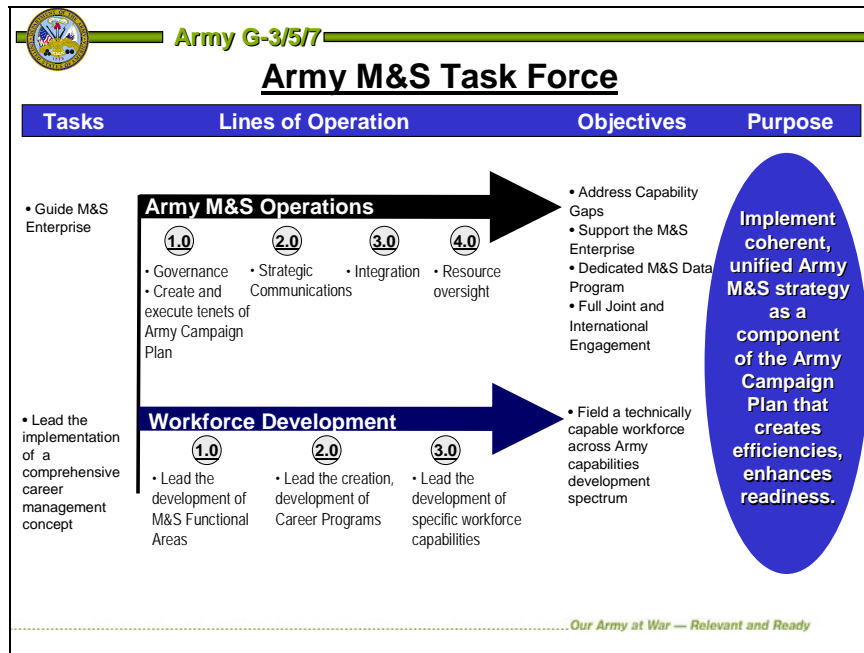 Army G-3/5/7
Army M&S Task Force
Tasks
Lines of Operation
Objectives
Purpose
• Guide M&S
Enterprise
Army M&S Operations
1.0
2.0
3.0
4.0
• Governance
• Create and
execute tenets of
Army Campaign
Plan
• Strategic
Communications
• Integration
• Resource
oversight
• Address Capability
Gaps
• Support the M&S
Enterprise
• Dedicated M&S Data
Program
• Full Joint and
International
Engagement
• Lead the
implementation
of a
comprehensive
career
management
concept
Workforce Development
1.0
2.0
3.0
• Lead the
development of
M&S Functional
Areas
• Lead the creation,
development of
Career Programs
• Lead the
development of
specific workforce
capabilities
• Field a technically
capable workforce
across Army
capabilities
development
spectrum
Implement
coherent,
unified Army
M&S strategy
as a
component
of the Army
Campaign
Plan that
creates
efficiencies,
enhances
readiness.
Our Army at War — Relevant and Ready